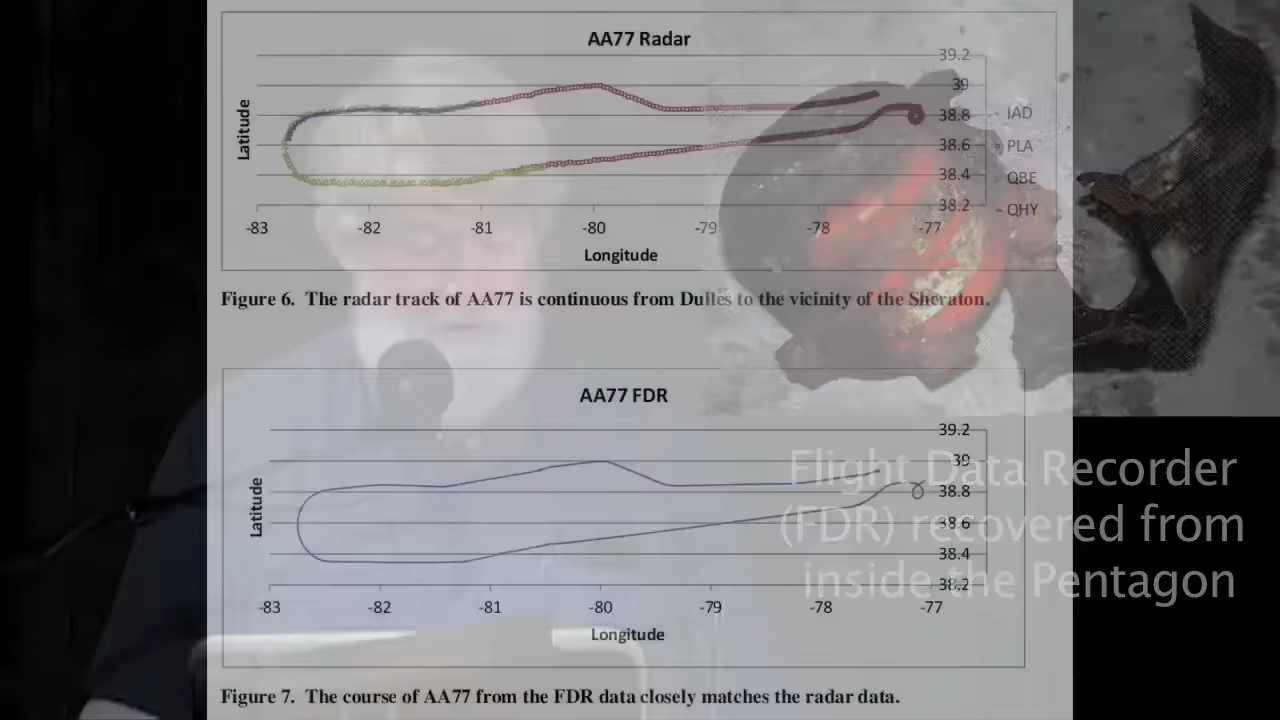 AA77 Radar
39.2
39
38.8
38.6
38.4
38.2
Latitude
-83 -82 -81 -80 -79 -78 -77
Longitude
IAD
PLA
QBE
QHY
Figure 6. The radar track of AA77 is continuous from Dulles to the vicinity of the Sheraton.
AA77 FDR
39.2
39
38.8
38.6
38.4
38.2
Latitude
-83 -82 -81 -80 -79 -78 -77
Longitude
Flight Data Recorder
(FDR) recovered from
inside the Pentagon
Figure 7. The course of AA77 from the FDR data closely matches the radar data.